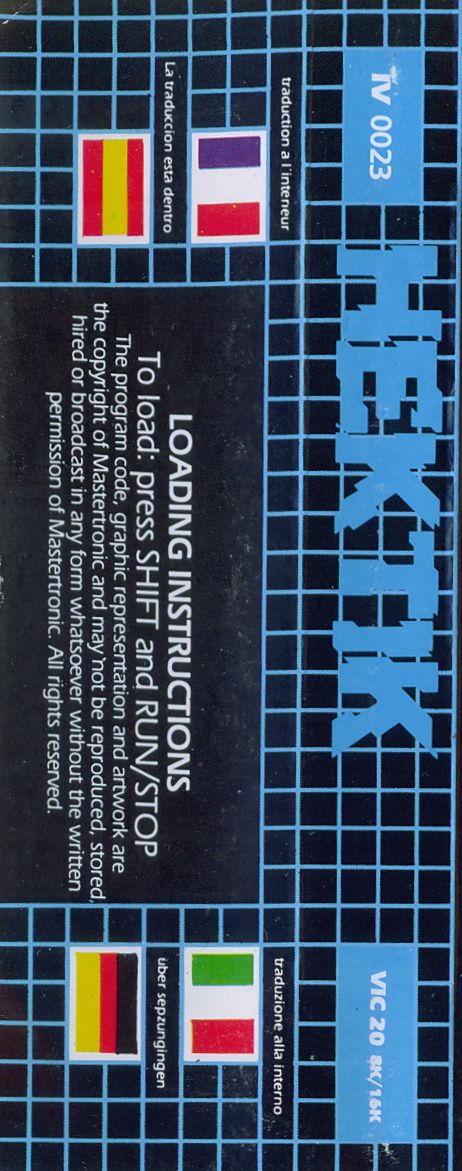 IV 0023
HEKTIK
VIC 20 8K/16K
traduction a l'inteneur
traduzione alla interno
La traduccion esta dentro
über sepzungingen
LOADING INSTRUCTIONS
To load: press SHIFT and RUN/STOP
The program code, graphic representation and artwork are
the copyright of Mastertronic and may not be reproduced, stored,
hired or broadcast in any form whatsoever without the written
permission of Mastertronic. All rights reserved.